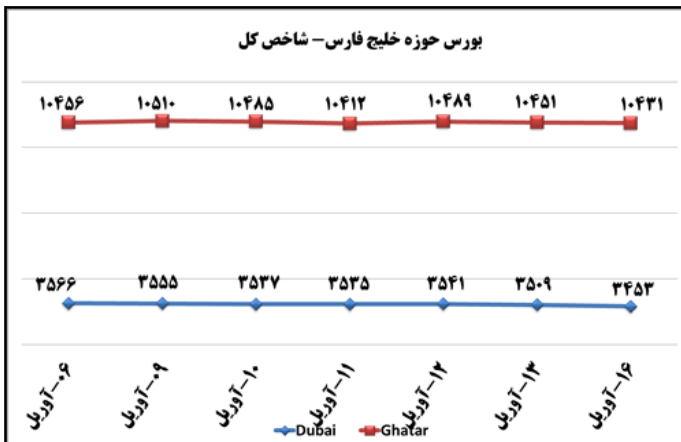 بورس حوزه خلیج فارس– شاخص کل
۱۰۴۵۶ ۱۰۵۱۰ ۱۰۴۸۵ ۱۰۴۱۲ ۱۰۴۸۹ ۱۰۴۵۱ ۱۰۴۳۱
۳۵۶۶ ۳۵۵۵ ۳۵۳۷ ۳۵۳۵ ۳۵۴۱ ۳۵۰۹ ۳۴۵۳
۰۶-آوریل ۰۹-آوریل ۱۰-آوریل ۱۱-آوریل ۱۲-آوریل ۱۳-آوریل ۱۶-آوریل
Dubai Ghatar